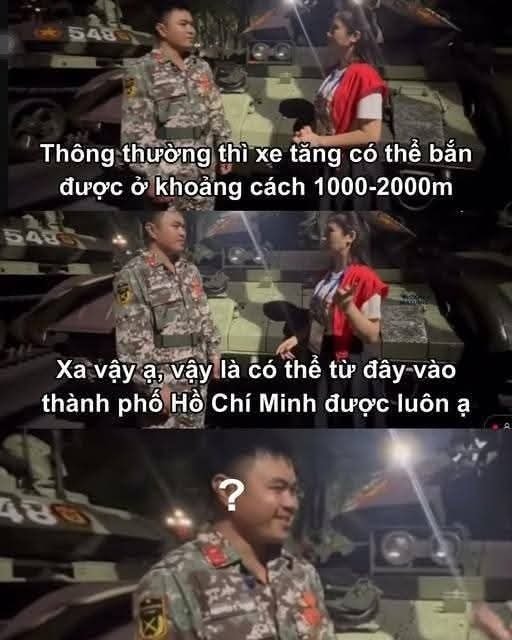 548
Thông thường thì xe tăng có thể bắn
được ở khoảng cách 1000-2000m
548
Xa vậy ạ, vậy là có thể từ đây vào
thành phố Hồ Chí Minh được luôn ạ
548
?